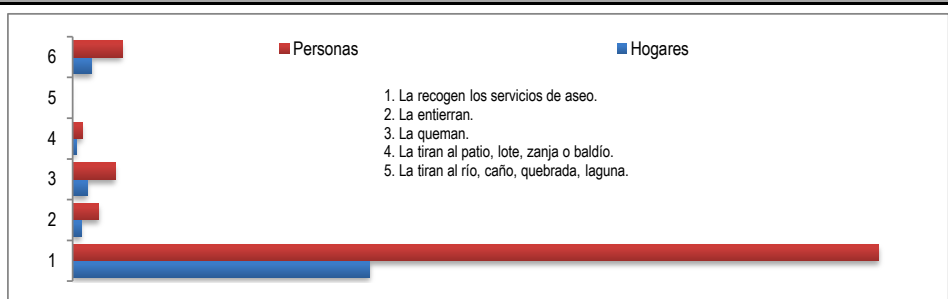 Personas
Hogares
6
5
4
3
2
1
1. La recogen los servicios de aseo.
2. La entierran.
3. La queman.
4. La tiran al patio, lote, zanja o baldío.
5. La tiran al río, caño, quebrada, laguna.